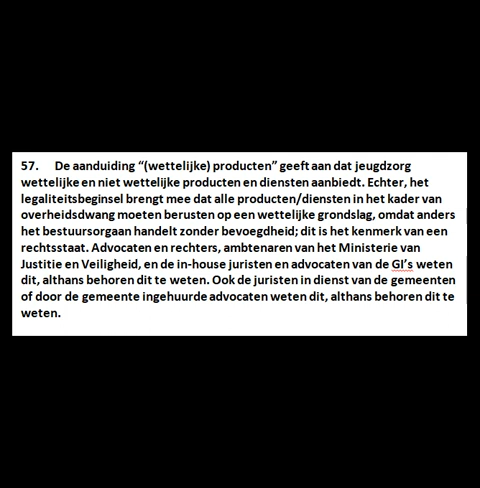 57. De aanduiding “(wettelijke) producten” geeft aan dat jeugdzorg
wettelijke en niet wettelijke producten en diensten aanbiedt. Echter, het
legaliteitsbeginsel brengt mee dat alle producten/diensten in het kader van
overheidsdwang moeten berusten op een wettelijke grondslag, omdat anders
het bestuursorgaan handelt zonder bevoegdheid; dit is het kenmerk van een
rechtsstaat. Advocaten en rechters, ambtenaren van het Ministerie van
Justitie en Veiligheid, en de in-house juristen en advocaten van de GI’s weten
dit, althans behoren dit te weten. Ook de juristen in dienst van de gemeenten
of door de gemeente ingehuurde advocaten weten dit, althans behoren dit te
weten.